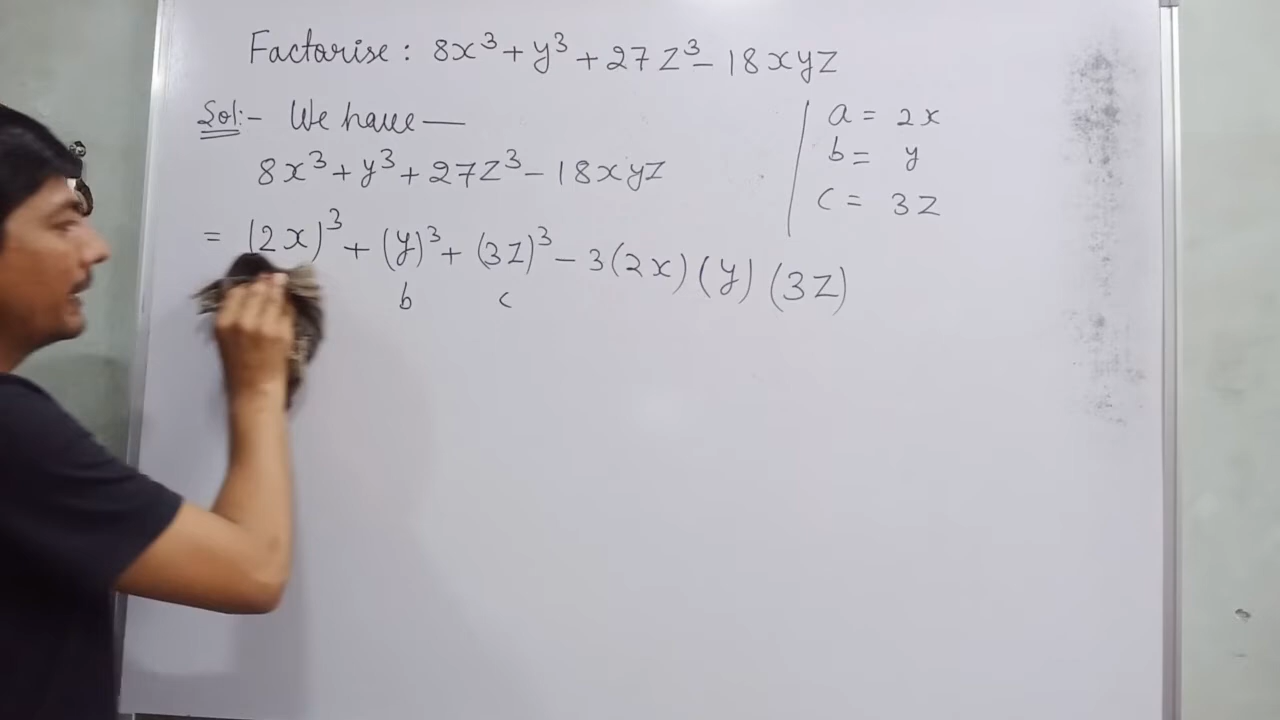 Factorise: 8x³ + y³ + 27z³ - 18xyz
Sol:- We have —
8x³ + y³ + 27z³ - 18xyz
= (2x)³ + (y)³ + (3z)³ - 3(2x)(y)(3z)
b c
a = 2x
b = y
c = 3z